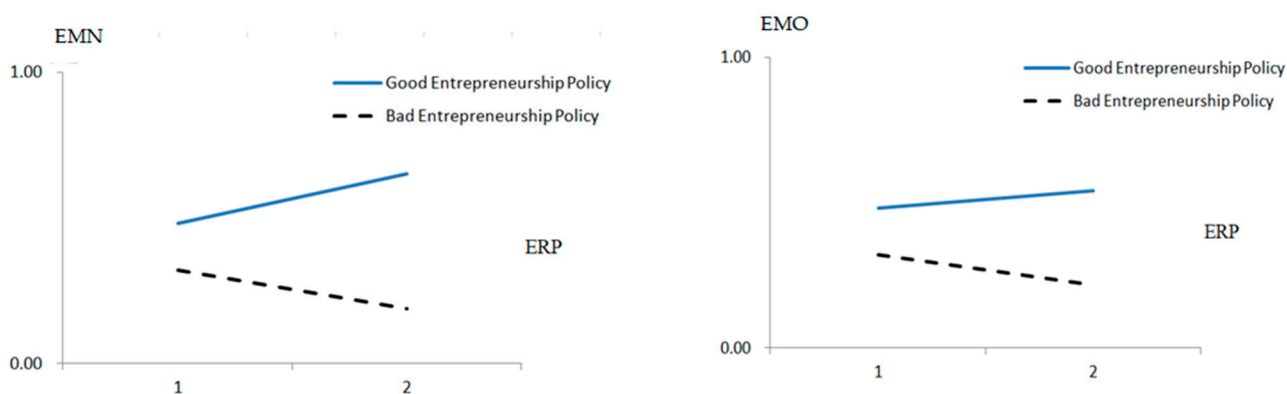 EMN
1.00
Good Entrepreneurship Policy
Bad Entrepreneurship Policy
ERP
0.00
1
2
EMO
1.00
Good Entrepreneurship Policy
Bad Entrepreneurship Policy
ERP
0.00
1
2